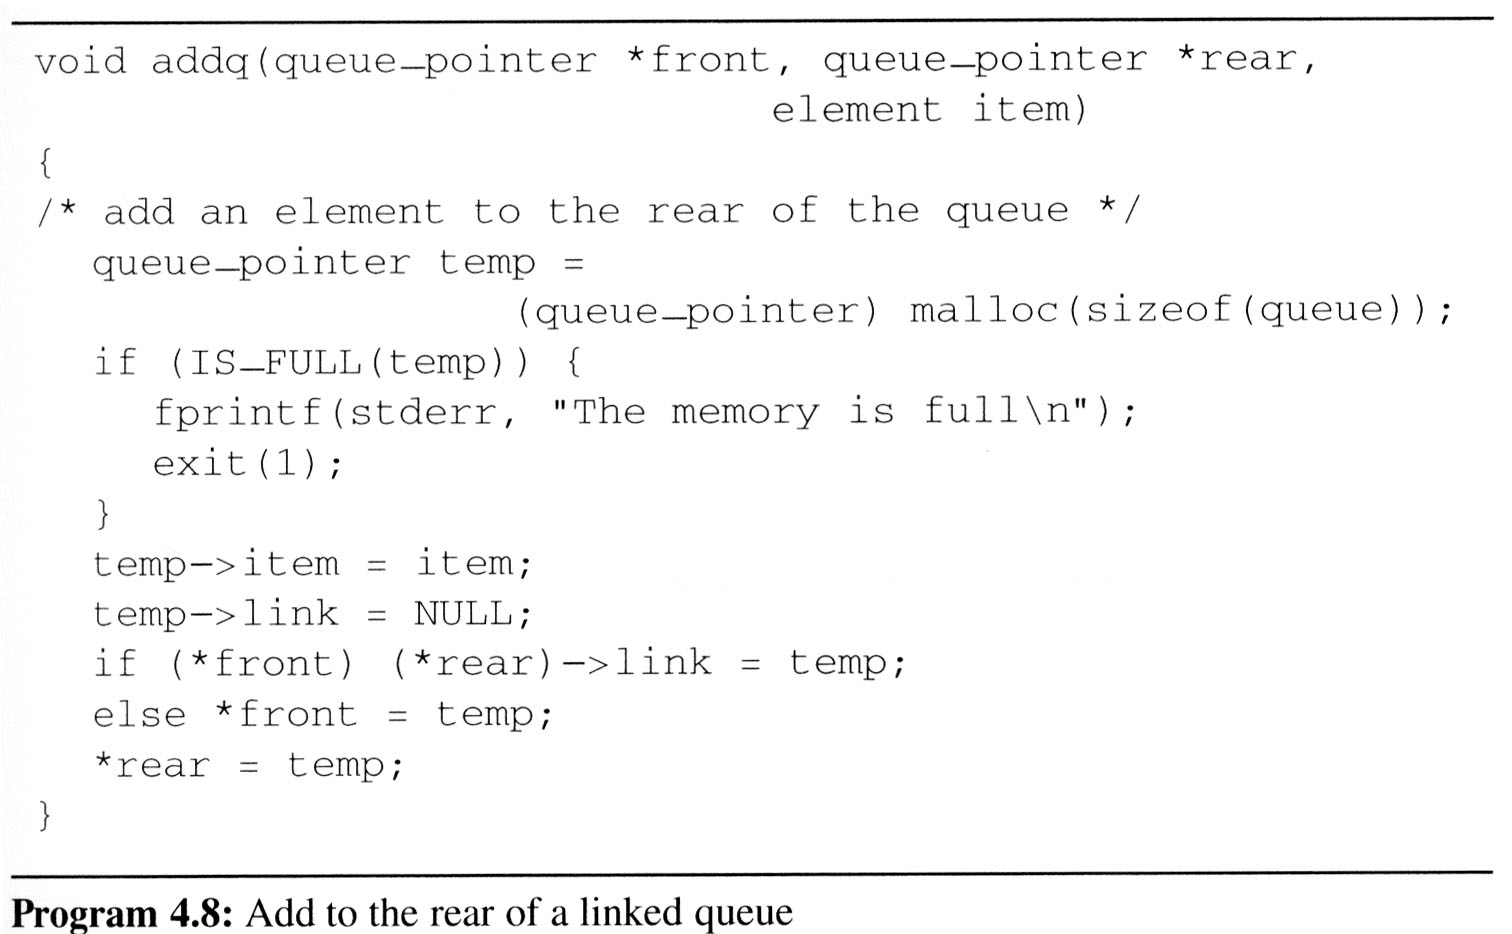 void addq(queue_pointer *front, queue_pointer *rear,
element item)
{
/* add an element to the rear of the queue */
queue_pointer temp =
(queue_pointer) malloc(sizeof(queue));
if (IS_FULL(temp)) {
fprintf(stderr, "The memory is full\n");
exit(1);
}
temp->item = item;
temp->link = NULL;
if (*front) (*rear)->link = temp;
else *front = temp;
*rear = temp;
}
Program 4.8: Add to the rear of a linked queue